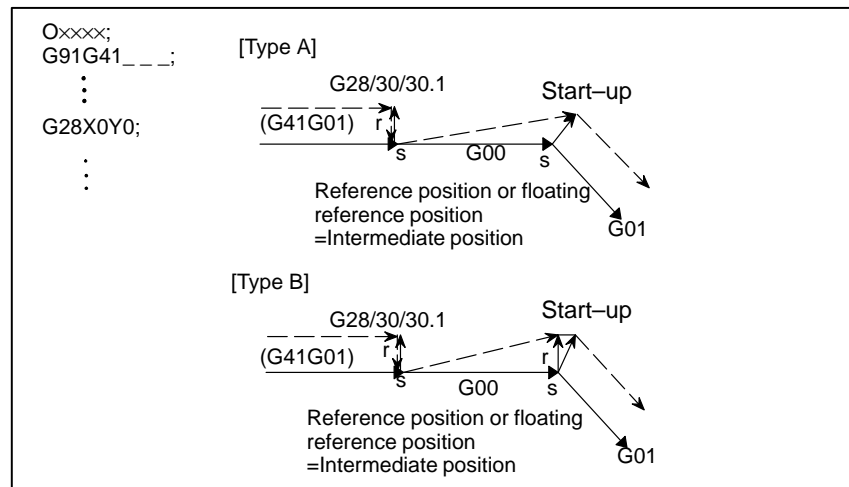 O××××;
G91G41_ _ _;
G28X0Y0;
[Type A]
G28/30/30.1
Start–up
(G41G01)
r
s
G00
s
Reference position or floating
reference position
=Intermediate position
G01
[Type B]
G28/30/30.1
Start–up
(G41G01)
r
s
G00
r
s
Reference position or floating
reference position
=Intermediate position
G01